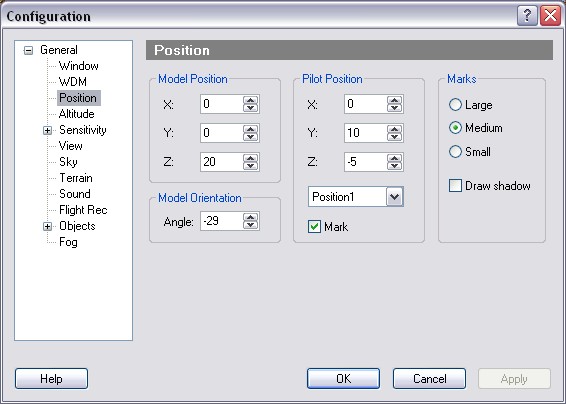 Configuration
General
Window
WDM
Position
Altitude
Sensitivity
View
Sky
Terrain
Sound
Flight Rec
Objects
Fog
Position
Model Position
X: 0
Y: 0
Z: 20
Model Orientation
Angle: -29
Pilot Position
X: 0
Y: 10
Z: -5
Position1
Mark
Marks
Large
Medium
Small
Draw shadow
Help
OK
Cancel
Apply